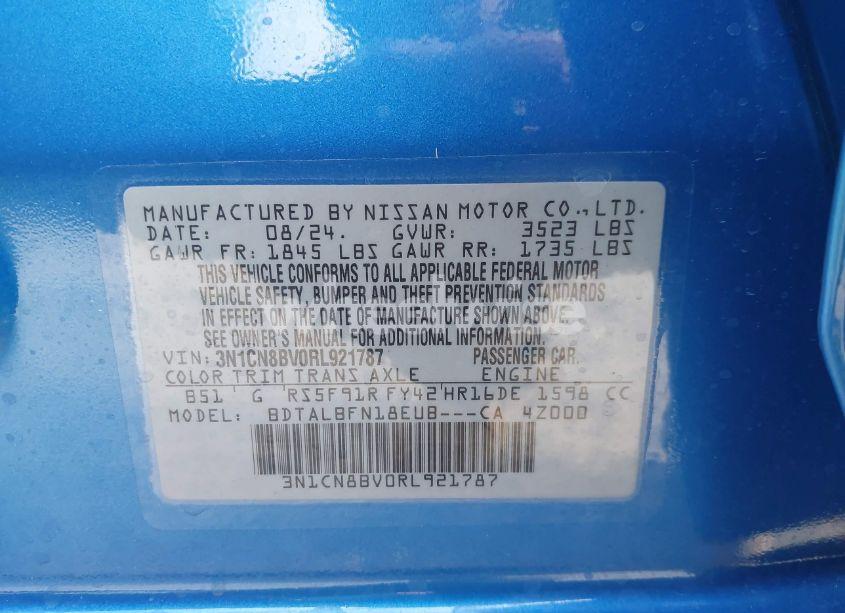 MANUFACTURED BY NISSAN MOTOR CO.,LTD.
DATE: 08/24. GVWR: 3523 LBS
GAWR FR: 1845 LBS GAWR RR: 1735 LBS
THIS VEHICLE CONFORMS TO ALL APPLICABLE FEDERAL MOTOR
VEHICLE SAFETY, BUMPER AND THEFT PREVENTION STANDARDS
IN EFFECT ON THE DATE OF MANUFACTURE SHOWN ABOVE.
SEE OWNER'S MANUAL FOR ADDITIONAL INFORMATION.
VIN: 3N1CN8BV0RL921787 PASSENGER CAR.
COLOR TRIM TRANS AXLE ENGINE
B51 G RS5F91R FY42 HR16DE 1598 CC
MODEL: BDTALBFN18EUB---CA 4Z000
3N1CN8BV0RL921787